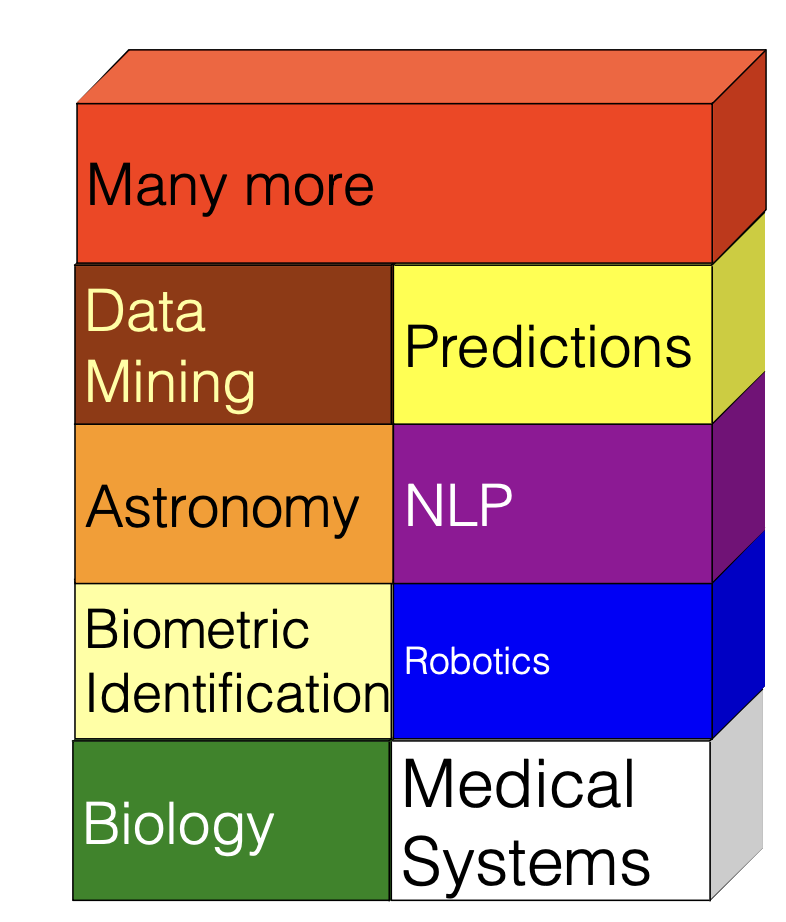 Many more
Data
Mining
Predictions
Astronomy
NLP
Biometric
Identification
Robotics
Biology
Medical
Systems